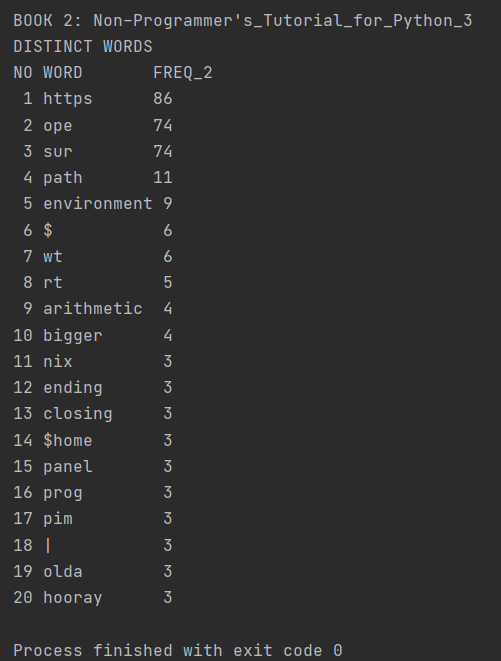 BOOK 2: Non-Programmer's_Tutorial_for_Python_3
DISTINCT WORDS
NO WORD       FREQ_2
 1 https      86
 2 ope        74
 3 sur        74
 4 path       11
 5 environment 9
 6 $           6
 7 wt          6
 8 rt          5
 9 arithmetic  4
10 bigger      4
11 nix         3
12 ending      3
13 closing     3
14 $home       3
15 panel       3
16 prog        3
17 pim         3
18 |           3
19 olda        3
20 hooray      3
Process finished with exit code 0